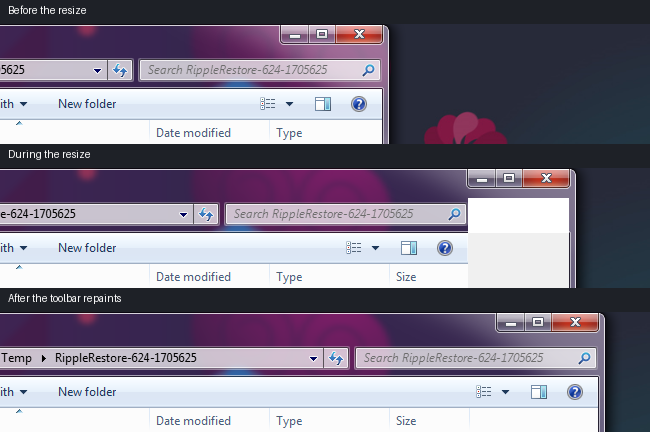 Before the resize
05625
Search RippleRestore-624-1705625
ith New folder
Date modified Type
During the resize
e-624-1705625
Search RippleRestore-624-1705625
ith New folder
Date modified Type Size
After the toolbar repaints
Temp RippleRestore-624-1705625
Search RippleRestore-624-1705625
ith New folder
Date modified Type Size